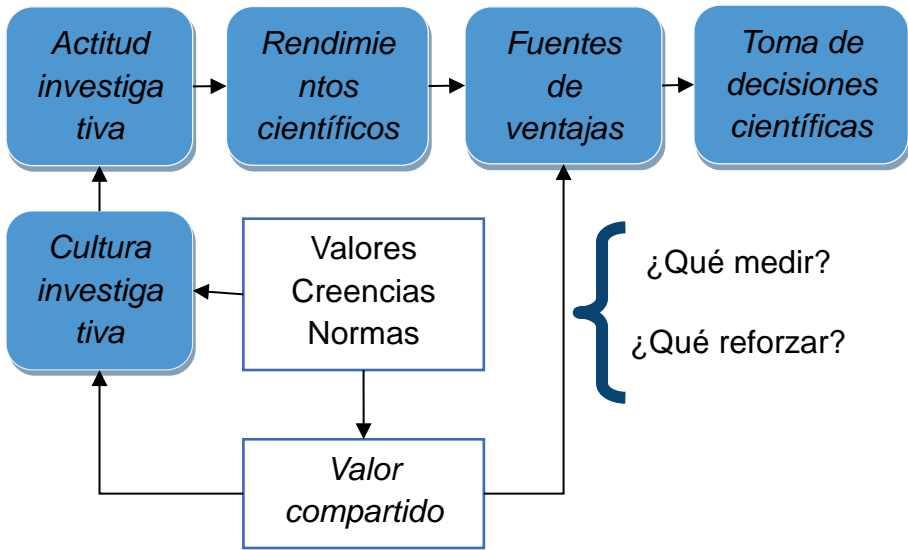 Actitud
investiga
tiva
Rendimie
ntos
científicos
Fuentes
de
ventajas
Toma de
decisiones
científicas
Cultura
investiga
tiva
Valores
Creencias
Normas
¿Qué medir?
¿Qué reforzar?
Valor
compartido